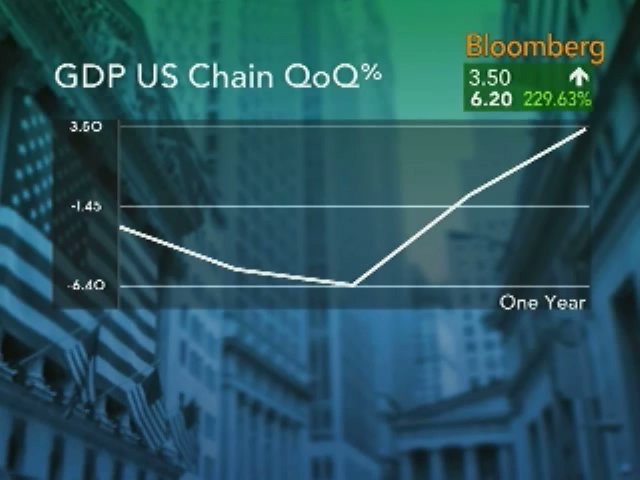 Bloomberg
GDP US Chain QoQ%
3.50
6.20 229.63%
3.50
-1.45
-6.40
One Year